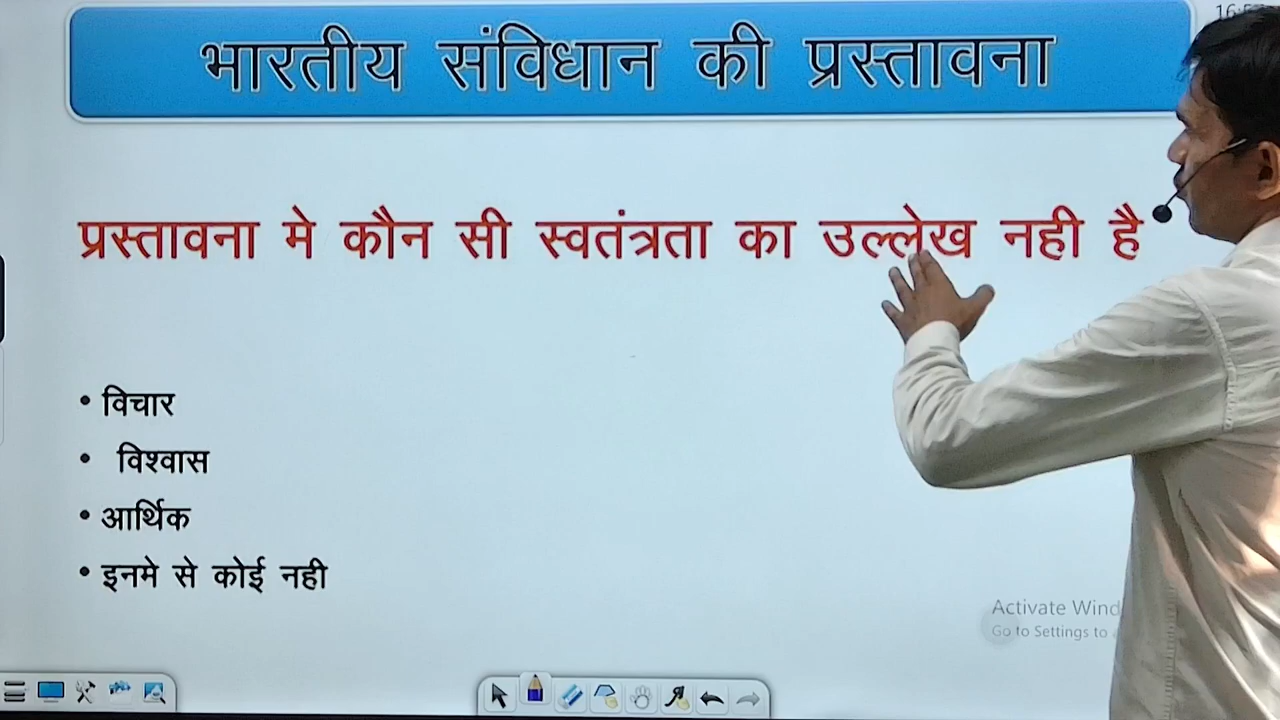 भारतीय संविधान की प्रस्तावना
प्रस्तावना मे कौन सी स्वतंत्रता का उल्लेख नही है
• विचार
• विश्वास
• आर्थिक
• इनमे से कोई नही
Activate Wind
Go to Settings to